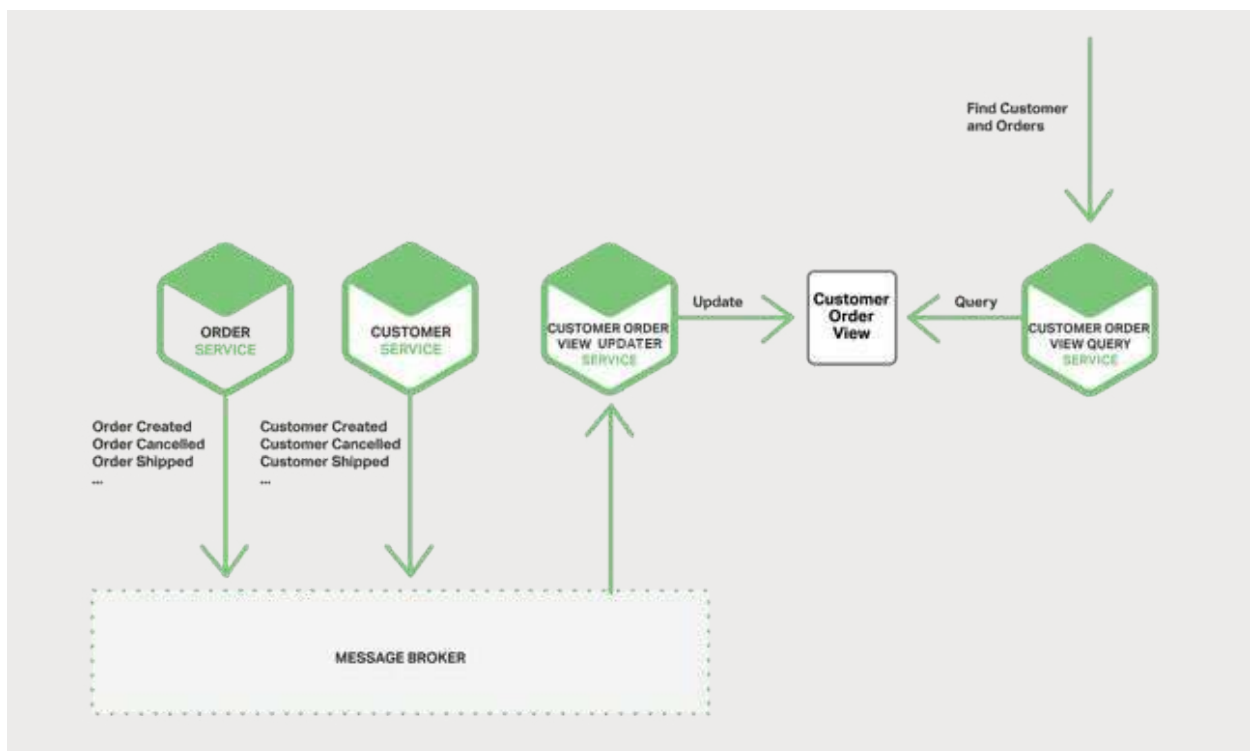 Find Customer
and Orders
ORDER
SERVICE
CUSTOMER
SERVICE
CUSTOMER ORDER
VIEW UPDATER
SERVICE
Update
Customer
Order
View
Query
CUSTOMER ORDER
VIEW QUERY
SERVICE
Order Created
Order Cancelled
Order Shipped
...
Customer Created
Customer Cancelled
Customer Shipped
...
MESSAGE BROKER